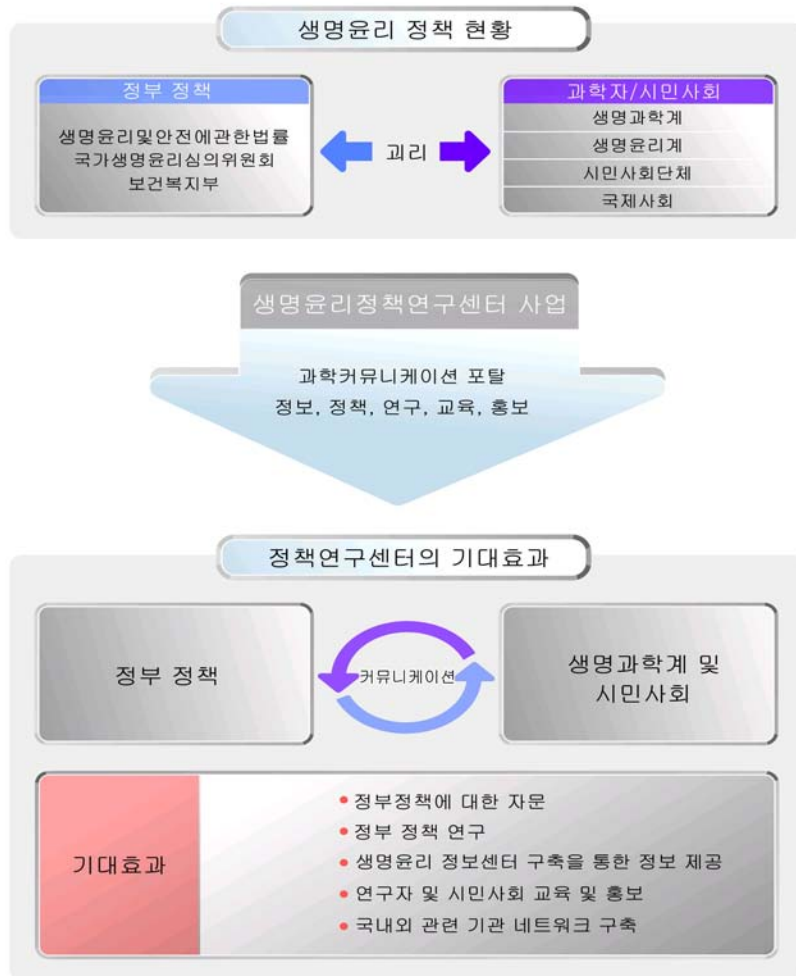 생명윤리 정책 현황
정부 정책
생명윤리및안전에관한법률
국가생명윤리심의위원회
보건복지부
괴리
과학자/시민사회
생명과학계
생명윤리계
시민사회단체
국제사회
생명윤리정책연구센터 사업
과학커뮤니케이션 포탈
정보, 정책, 연구, 교육, 홍보
정책연구센터의 기대효과
정부 정책
커뮤니케이션
생명과학계 및
시민사회
기대효과
• 정부정책에 대한 자문
• 정부 정책 연구
• 생명윤리 정보센터 구축을 통한 정보 제공
• 연구자 및 시민사회 교육 및 홍보
• 국내외 관련 기관 네트워크 구축